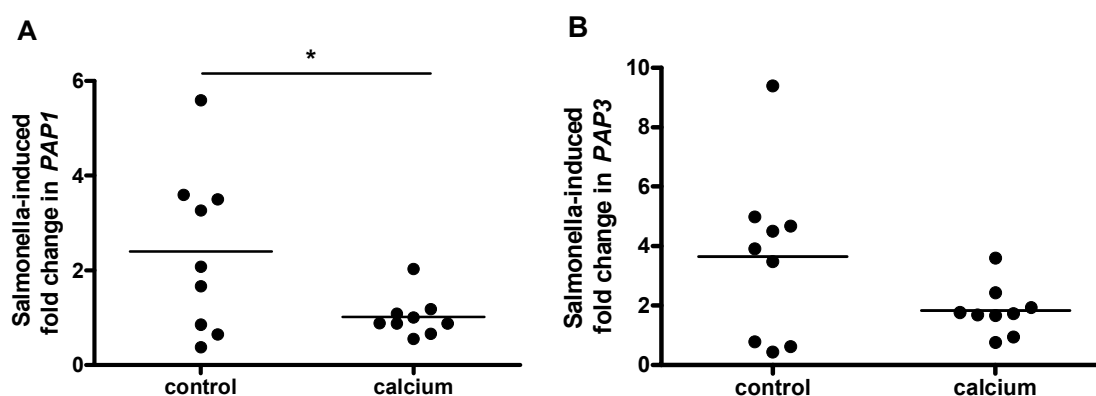 A
*
Salmonella-induced
fold change in PAP1
6
4
2
0
control calcium
B
Salmonella-induced
fold change in PAP3
10
8
6
4
2
0
control calcium